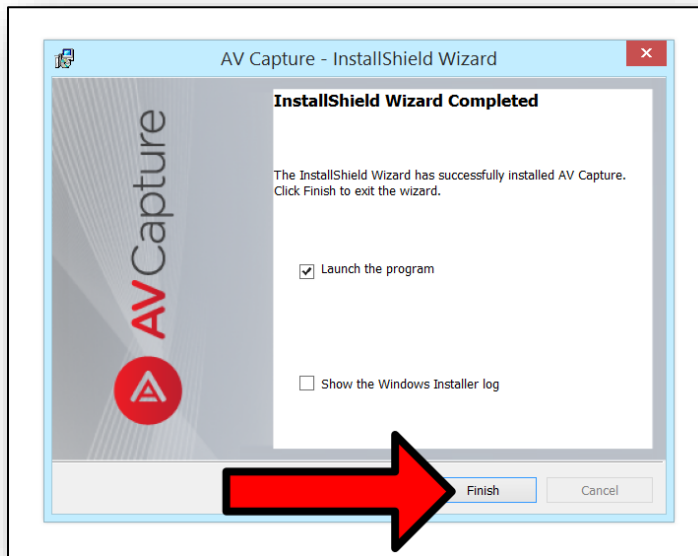 AV Capture - InstallShield Wizard
InstallShield Wizard Completed
The InstallShield Wizard has successfully installed AV Capture.
Click Finish to exit the wizard.
Launch the program
Show the Windows Installer log
AVCapture
Finish
Cancel